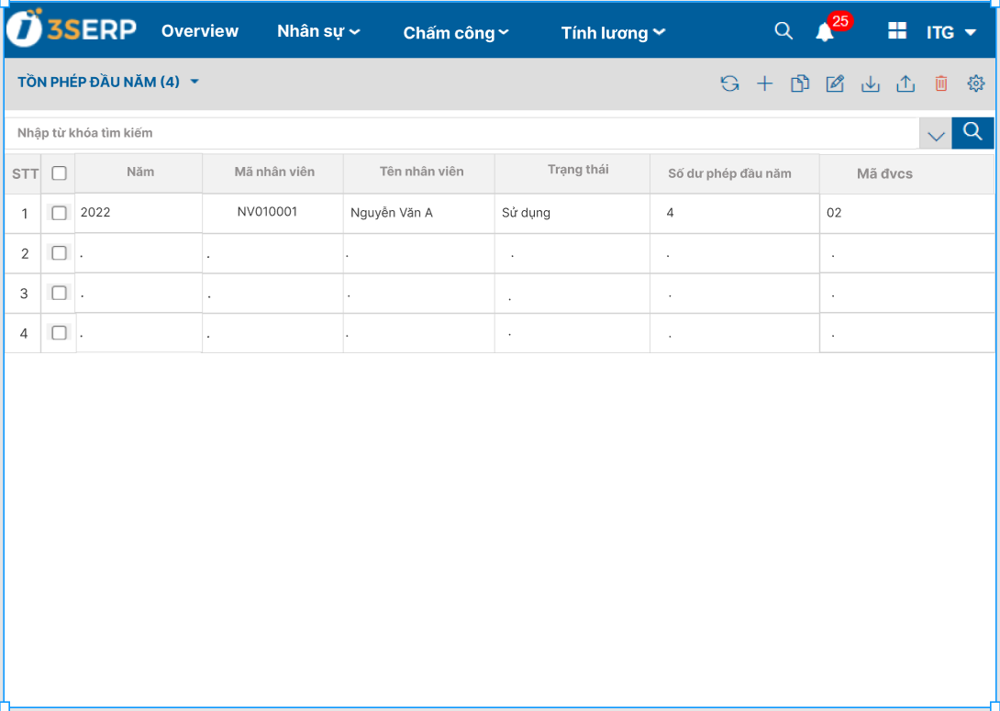 3SERP Overview Nhân sự Chấm công Tính lương 25 ITG
TỒN PHÉP ĐẦU NĂM (4)
Nhập từ khóa tìm kiếm
STT Năm Mã nhân viên Tên nhân viên Trạng thái Số dư phép đầu năm Mã đvcs
1 2022 NV010001 Nguyễn Văn A Sử dụng 4 02
2 . . . . . .
3 . . . . . .
4 . . . . . .